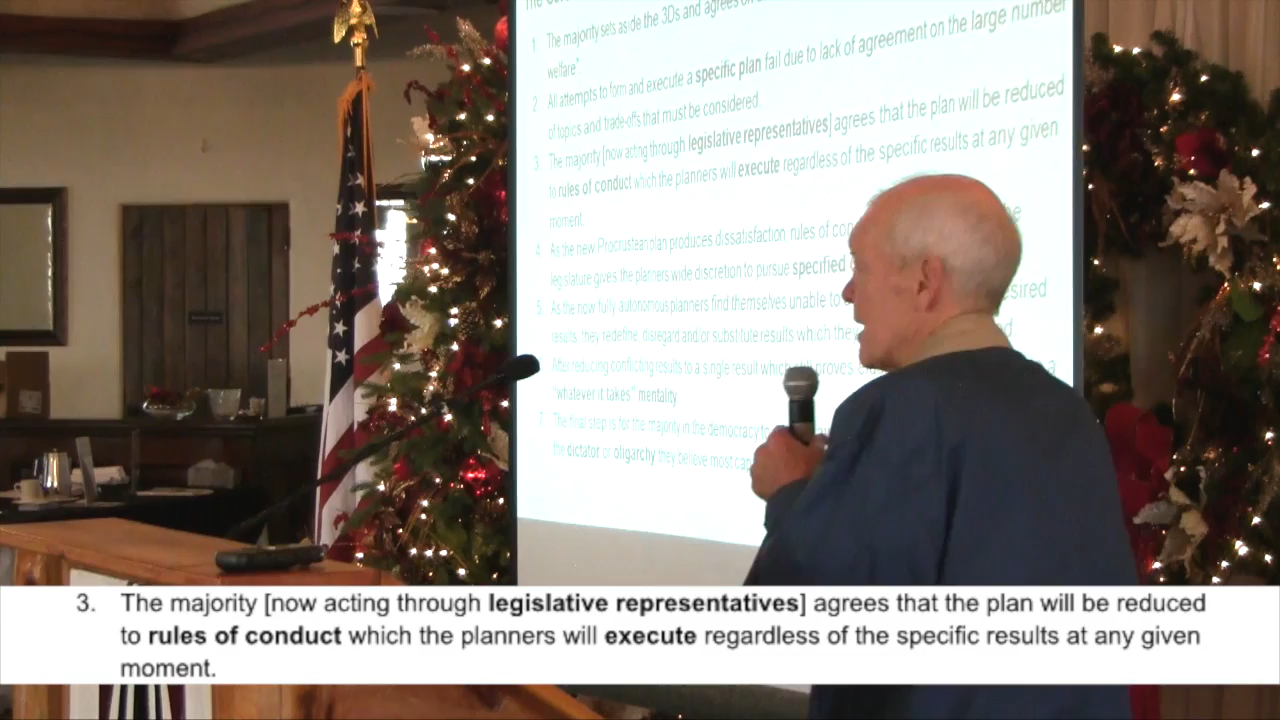 1. The majority sets aside the 3Ds and agrees on
welfare".
2. All attempts to form and execute a specific plan fail due to lack of agreement on the large number
of topics and trade-offs that must be considered.
3. The majority [now acting through legislative representatives] agrees that the plan will be reduced
to rules of conduct which the planners will execute regardless of the specific results at any given
moment.
4. As the new Procrustean plan produces dissatisfaction rules of
legislature gives the planners wide discretion to pursue specified
5. As the now fully autonomous planners find themselves unable to
results, they redefine, disregard and/or substitute results which they
After reducing conflicting results to a single result which still proves a
"whatever it takes" mentality
7. The final step is for the majority in the democracy to
the dictator or oligarchy they believe most
3. The majority [now acting through legislative representatives] agrees that the plan will be reduced
to rules of conduct which the planners will execute regardless of the specific results at any given
moment.